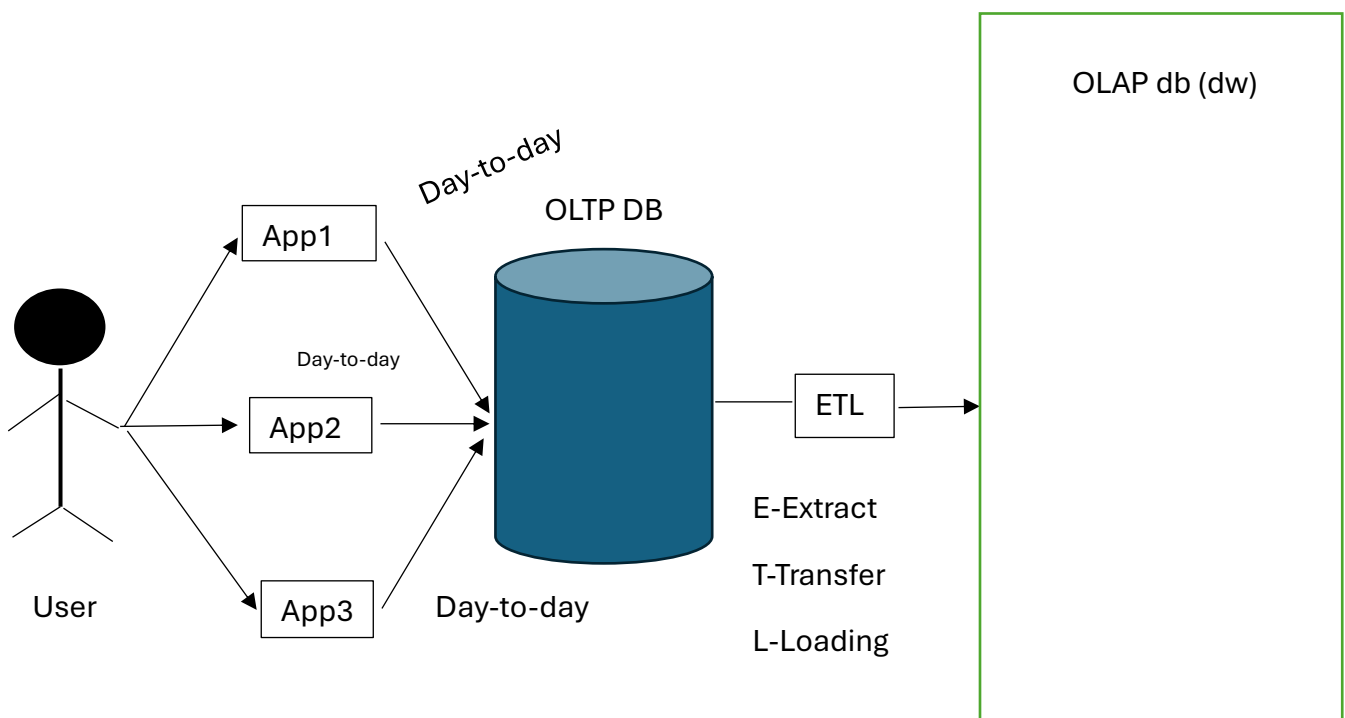 OLAP db (dw)
Day-to-day
OLTP DB
App1
Day-to-day
App2
ETL
E-Extract
T-Transfer
L-Loading
User
App3
Day-to-day